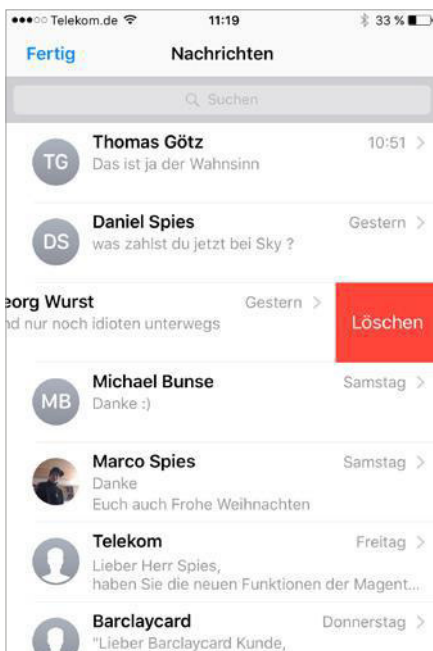 Telekom.de 11:19 33 %
Fertig Nachrichten
Suchen
TG Thomas Götz 10:51
Das ist ja der Wahnsinn
DS Daniel Spies Gestern
was zahlst du jetzt bei Sky ?
eorg Wurst Gestern
nd nur noch idioten unterwegs
Löschen
MB Michael Bunse Samstag
Danke :)
Marco Spies Samstag
Danke
Euch auch Frohe Weihnachten
Telekom Freitag
Lieber Herr Spies,
haben Sie die neuen Funktionen der Magent...
Barclaycard Donnerstag
"Lieber Barclaycard Kunde,